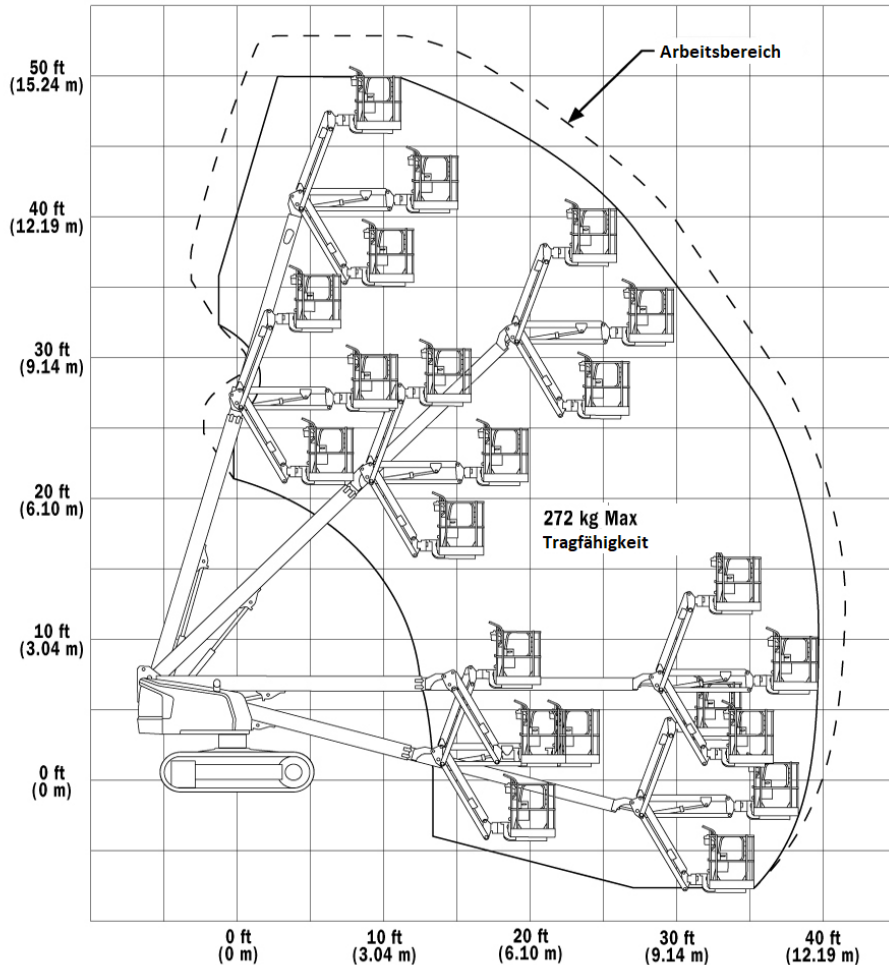 Arbeitsbereich
50 ft
(15.24 m)
40 ft
(12.19 m)
30 ft
(9.14 m)
20 ft
(6.10 m)
272 kg Max
Tragfähigkeit
10 ft
(3.04 m)
0 ft
(0 m)
0 ft
(0 m)
10 ft
(3.04 m)
20 ft
(6.10 m)
30 ft
(9.14 m)
40 ft
(12.19 m)